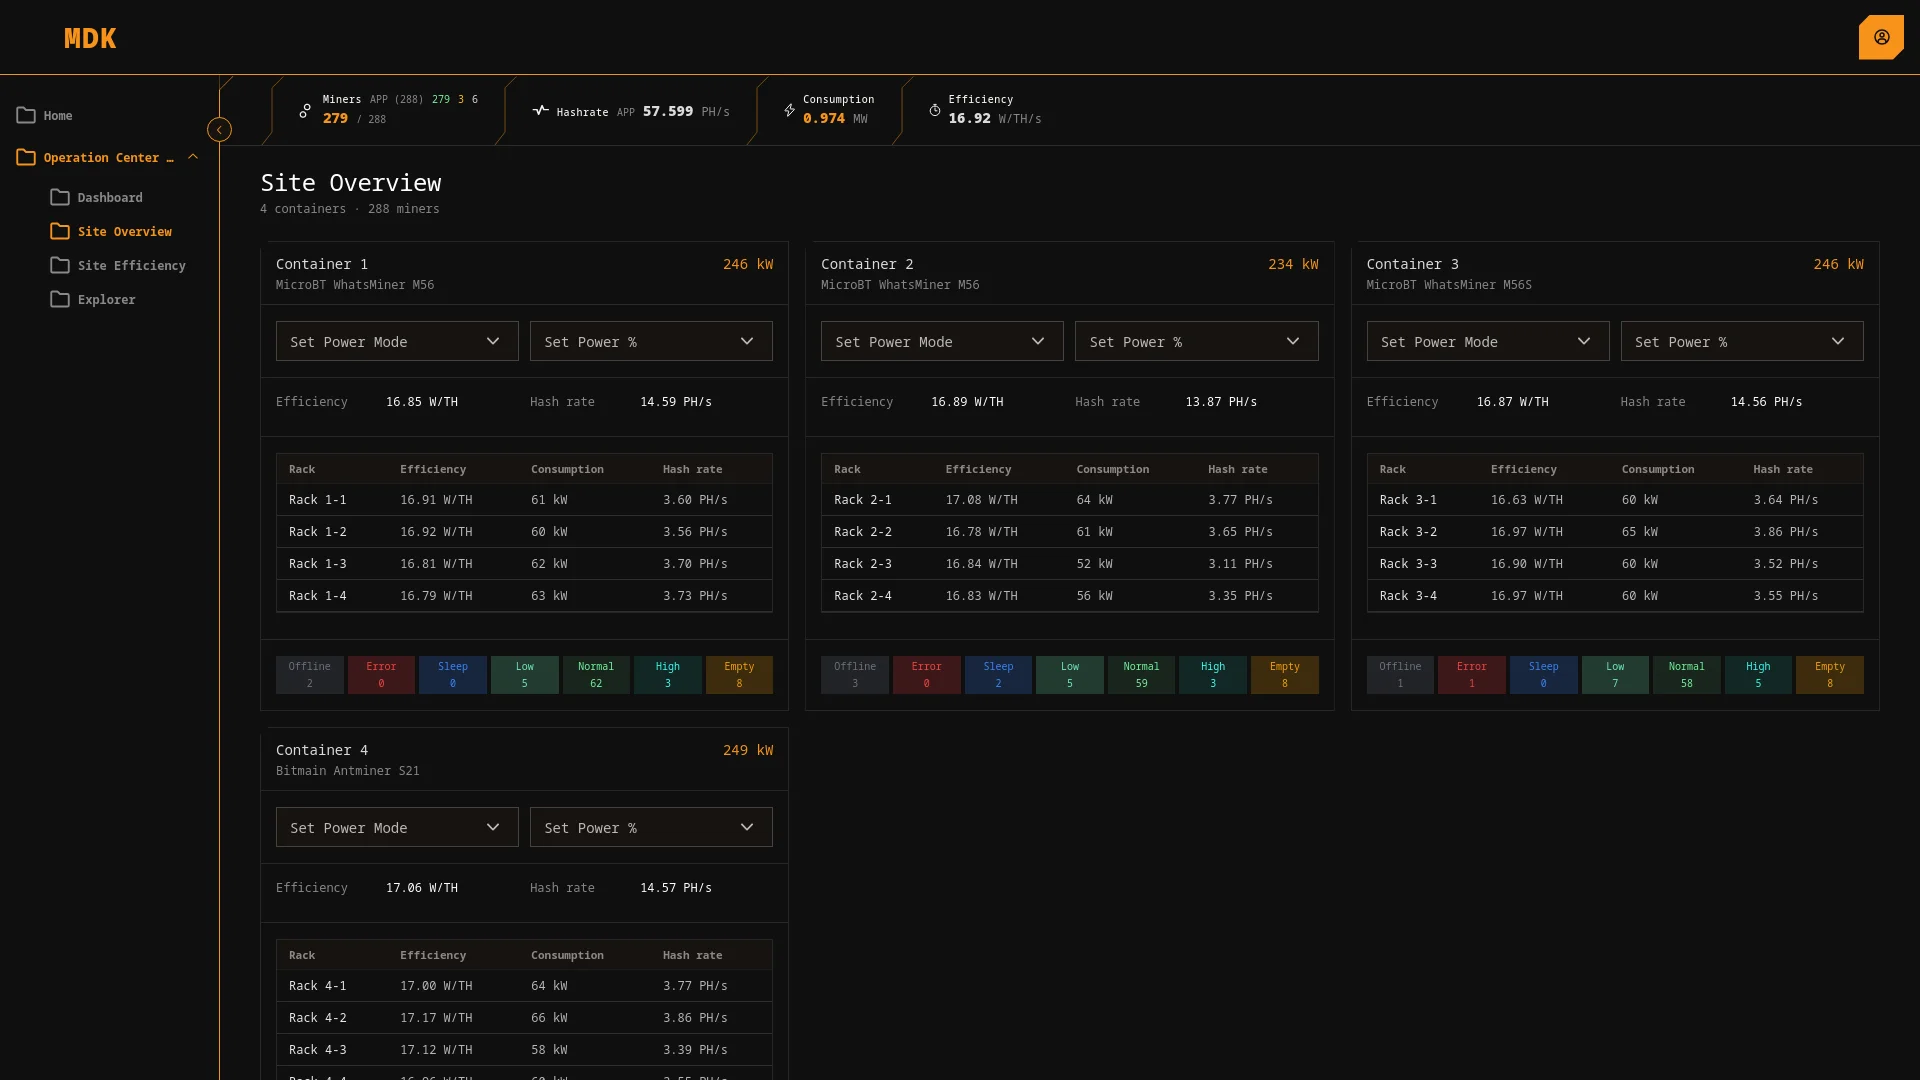 MDK
Home
Operation Center …
Dashboard
Site Overview
Site Efficiency
Explorer
Miners APP (288) 279 3 6
279 / 288
Hashrate APP 57.599 PH/s
Consumption
0.974 MW
Efficiency
16.92 W/TH/s
Site Overview
4 containers · 288 miners
Container 1 246 kW
MicroBT WhatsMiner M56
Set Power Mode Set Power %
Efficiency 16.85 W/TH Hash rate 14.59 PH/s
Rack Efficiency Consumption Hash rate
Rack 1-1 16.91 W/TH 61 kW 3.60 PH/s
Rack 1-2 16.92 W/TH 60 kW 3.56 PH/s
Rack 1-3 16.81 W/TH 62 kW 3.70 PH/s
Rack 1-4 16.79 W/TH 63 kW 3.73 PH/s
Offline Error Sleep Low Normal High Empty
2 0 0 5 62 3 8
Container 2 234 kW
MicroBT WhatsMiner M56
Set Power Mode Set Power %
Efficiency 16.89 W/TH Hash rate 13.87 PH/s
Rack Efficiency Consumption Hash rate
Rack 2-1 17.08 W/TH 64 kW 3.77 PH/s
Rack 2-2 16.78 W/TH 61 kW 3.65 PH/s
Rack 2-3 16.84 W/TH 52 kW 3.11 PH/s
Rack 2-4 16.83 W/TH 56 kW 3.35 PH/s
Offline Error Sleep Low Normal High Empty
3 0 2 5 59 3 8
Container 3 246 kW
MicroBT WhatsMiner M56S
Set Power Mode Set Power %
Efficiency 16.87 W/TH Hash rate 14.56 PH/s
Rack Efficiency Consumption Hash rate
Rack 3-1 16.63 W/TH 60 kW 3.64 PH/s
Rack 3-2 16.97 W/TH 65 kW 3.86 PH/s
Rack 3-3 16.90 W/TH 60 kW 3.52 PH/s
Rack 3-4 16.97 W/TH 60 kW 3.55 PH/s
Offline Error Sleep Low Normal High Empty
1 1 0 7 58 5 8
Container 4 249 kW
Bitmain Antminer S21
Set Power Mode Set Power %
Efficiency 17.06 W/TH Hash rate 14.57 PH/s
Rack Efficiency Consumption Hash rate
Rack 4-1 17.00 W/TH 64 kW 3.77 PH/s
Rack 4-2 17.17 W/TH 66 kW 3.86 PH/s
Rack 4-3 17.12 W/TH 58 kW 3.39 PH/s